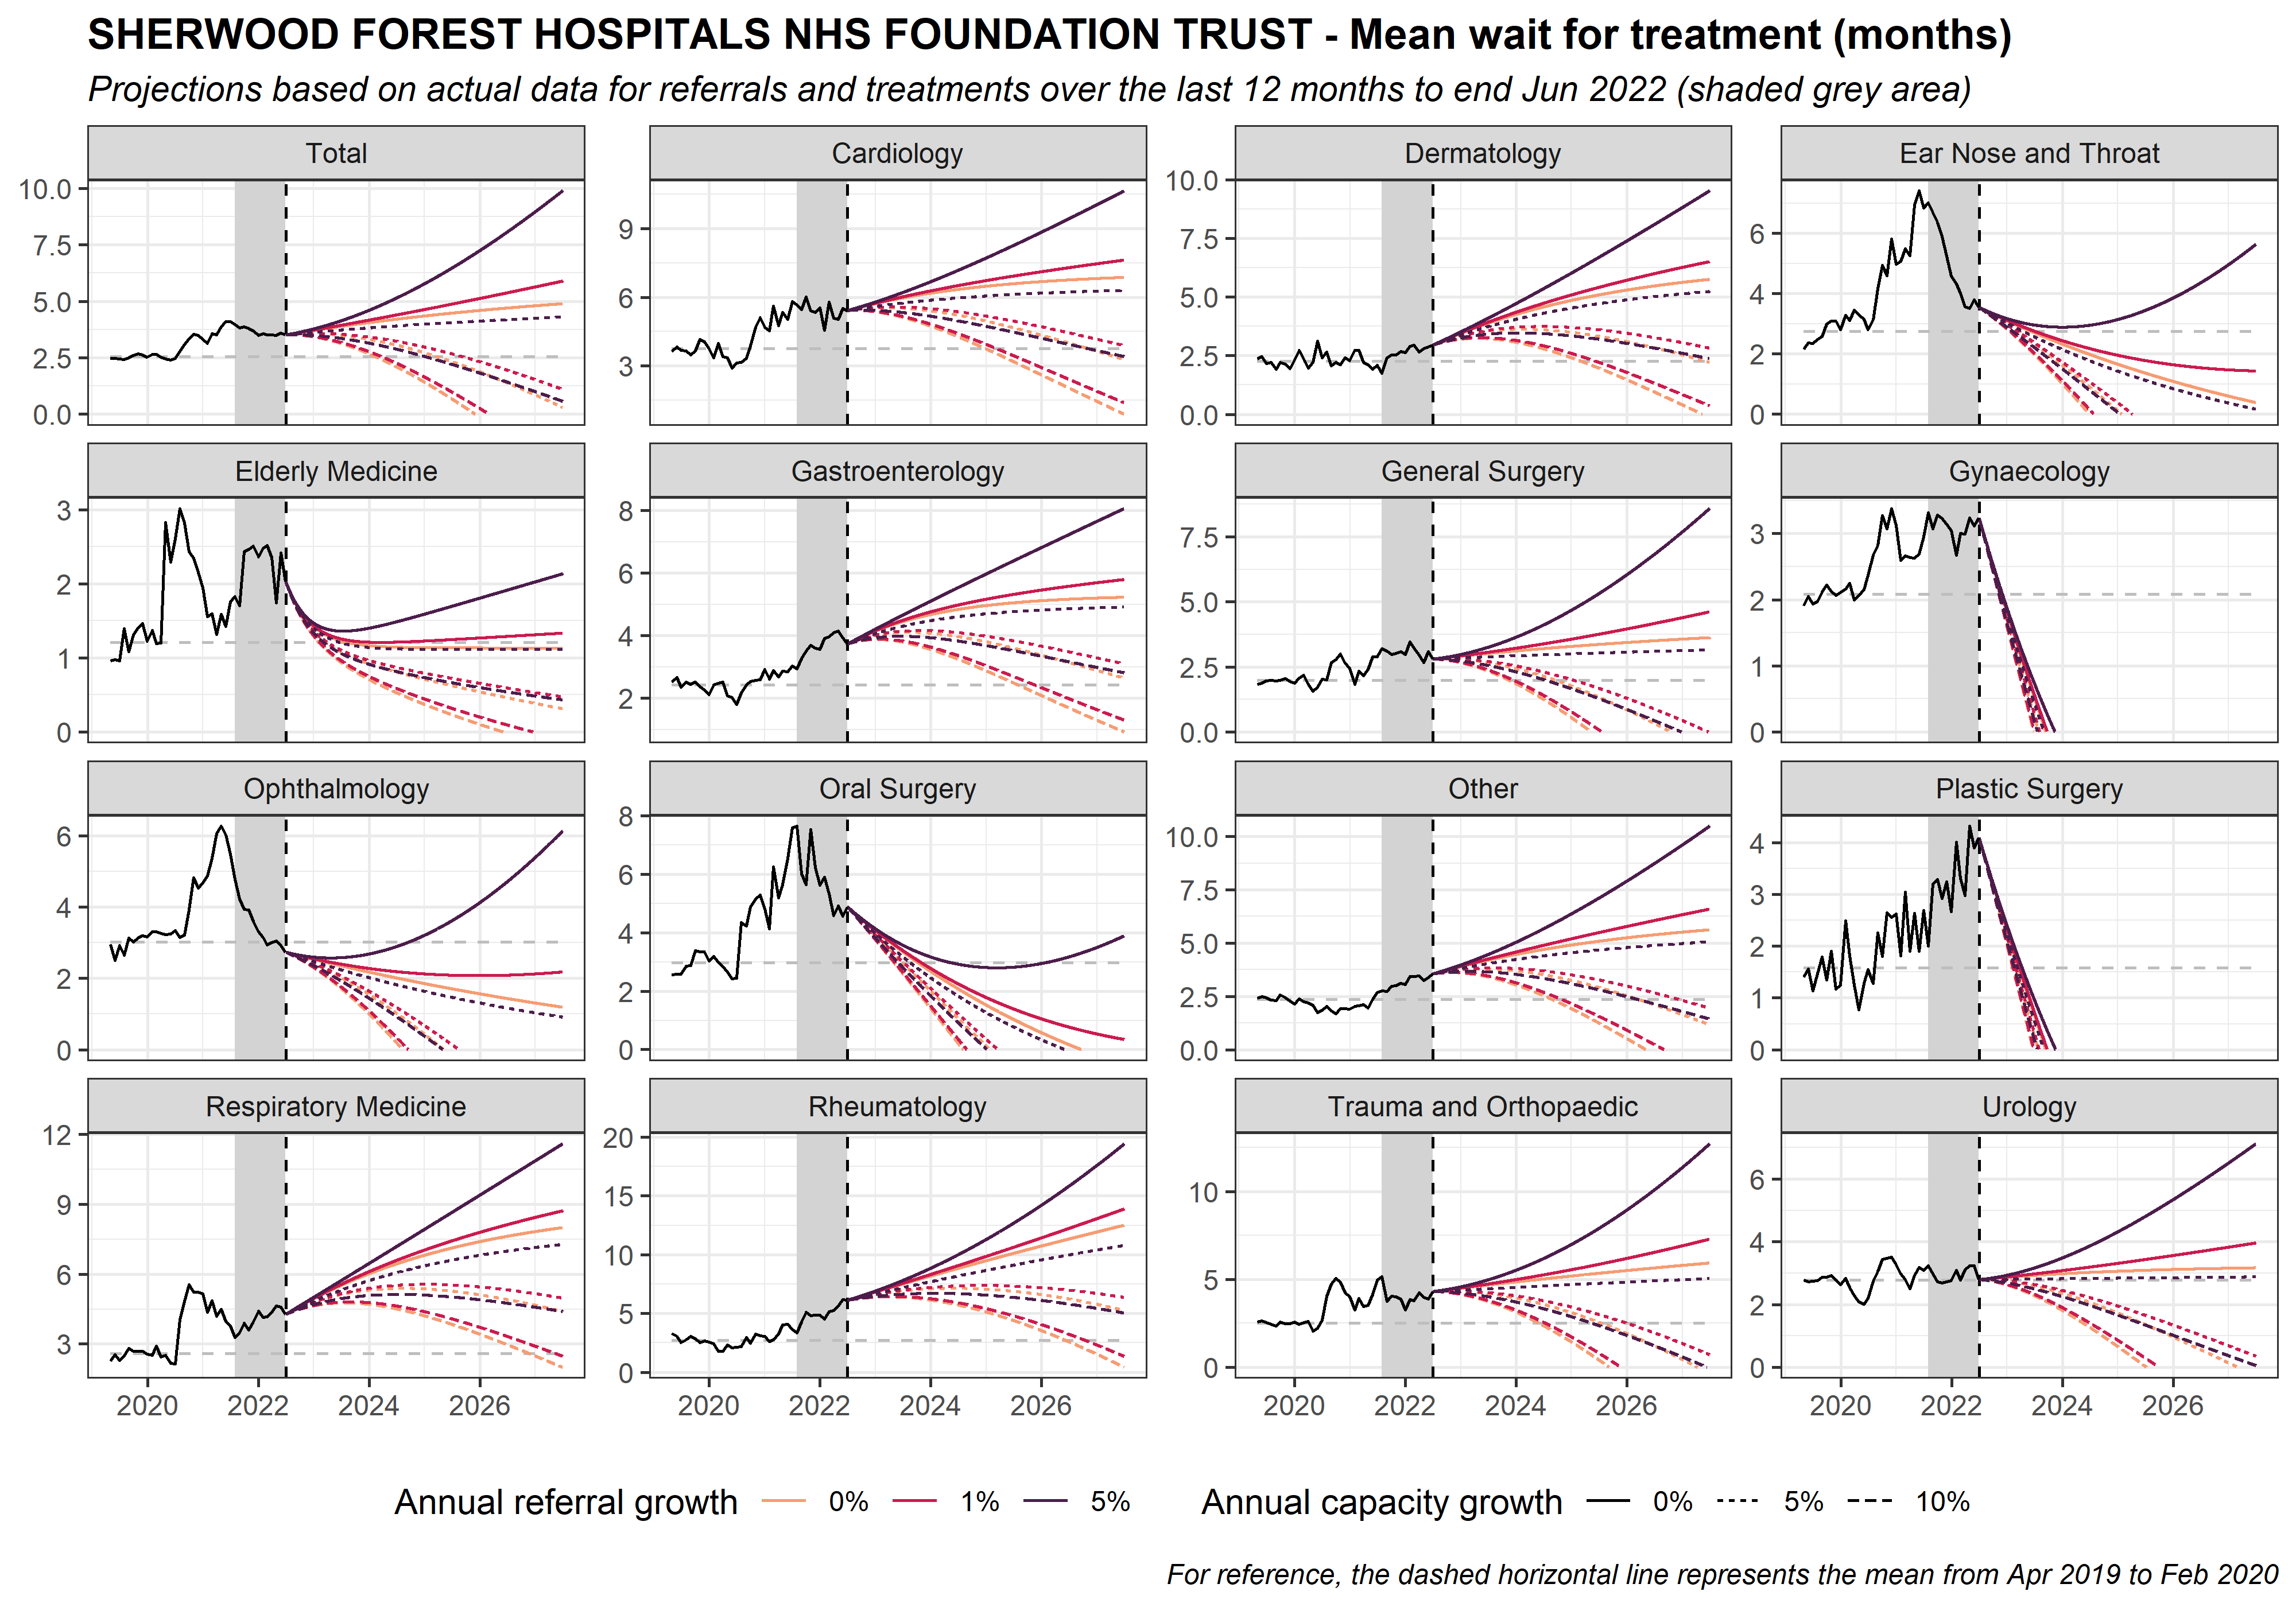 SHERWOOD FOREST HOSPITALS NHS FOUNDATION TRUST - Mean wait for treatment (months)
Projections based on actual data for referrals and treatments over the last 12 months to end Jun 2022 (shaded grey area)
Total
10.0
7.5
5.0
2.5
0.0
Cardiology
9
6
3
Dermatology
10.0
7.5
5.0
2.5
0.0
Ear Nose and Throat
6
4
2
0
Elderly Medicine
3
2
1
0
Gastroenterology
8
6
4
2
General Surgery
7.5
5.0
2.5
0.0
Gynaecology
3
2
1
0
Ophthalmology
6
4
2
0
Oral Surgery
8
6
4
2
0
Other
10.0
7.5
5.0
2.5
0.0
Plastic Surgery
4
3
2
1
0
Respiratory Medicine
12
9
6
3
2020 2022 2024 2026
Rheumatology
20
15
10
5
0
2020 2022 2024 2026
Trauma and Orthopaedic
10
5
0
2020 2022 2024 2026
Urology
6
4
2
0
2020 2022 2024 2026
Annual referral growth 0% 1% 5% Annual capacity growth 0% 5% 10%
For reference, the dashed horizontal line represents the mean from Apr 2019 to Feb 2020